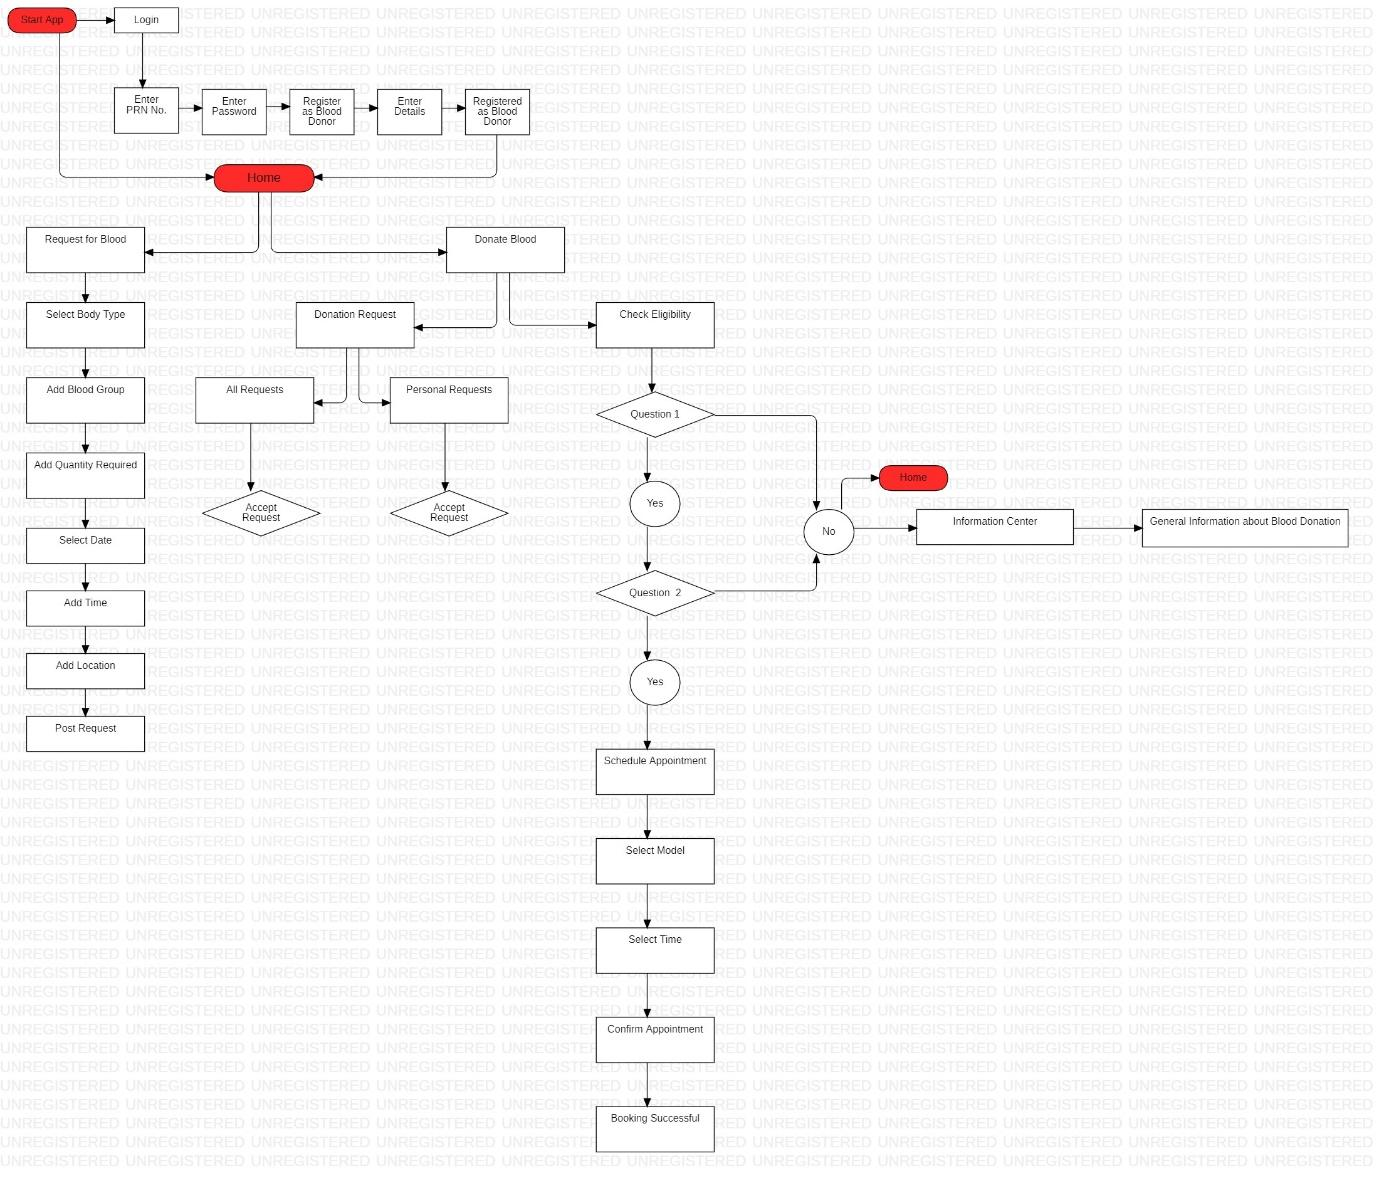 Start App
Login
Enter
PRN No.
Enter
Password
Register
as Blood
Donor
Enter
Details
Registered
as Blood
Donor
Home
Request for Blood
Donate Blood
Select Body Type
Donation Request
Check Eligibility
Add Blood Group
All Requests
Personal Requests
Question 1
Add Quantity Required
Home
Accept
Request
Accept
Request
Yes
No
Information Center
General Information about Blood Donation
Select Date
Add Time
Question  2
Add Location
Yes
Post Request
Schedule Appointment
Select Model
Select Time
Confirm Appointment
Booking Successful
UNREGISTERED